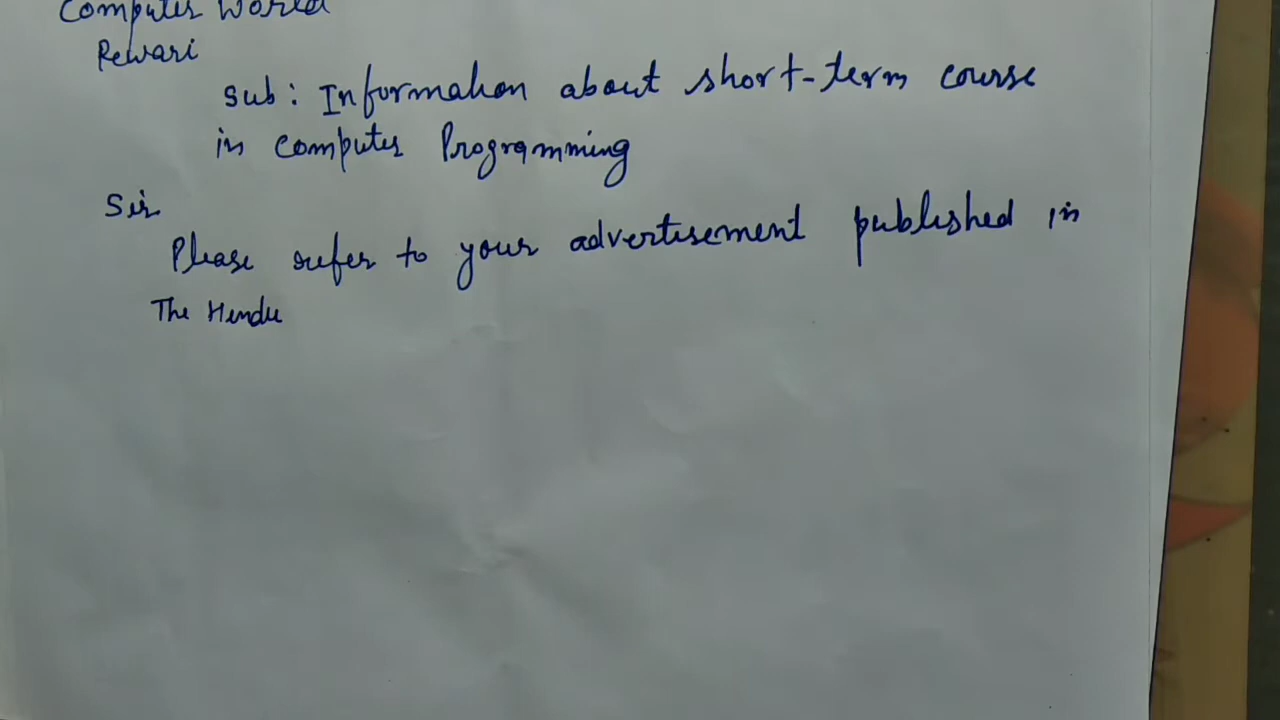 Computer World
Rewari
Sub: Information about short-term course
in Computer Programming
Sir
Please refer to your advertisement published in
The Hindu